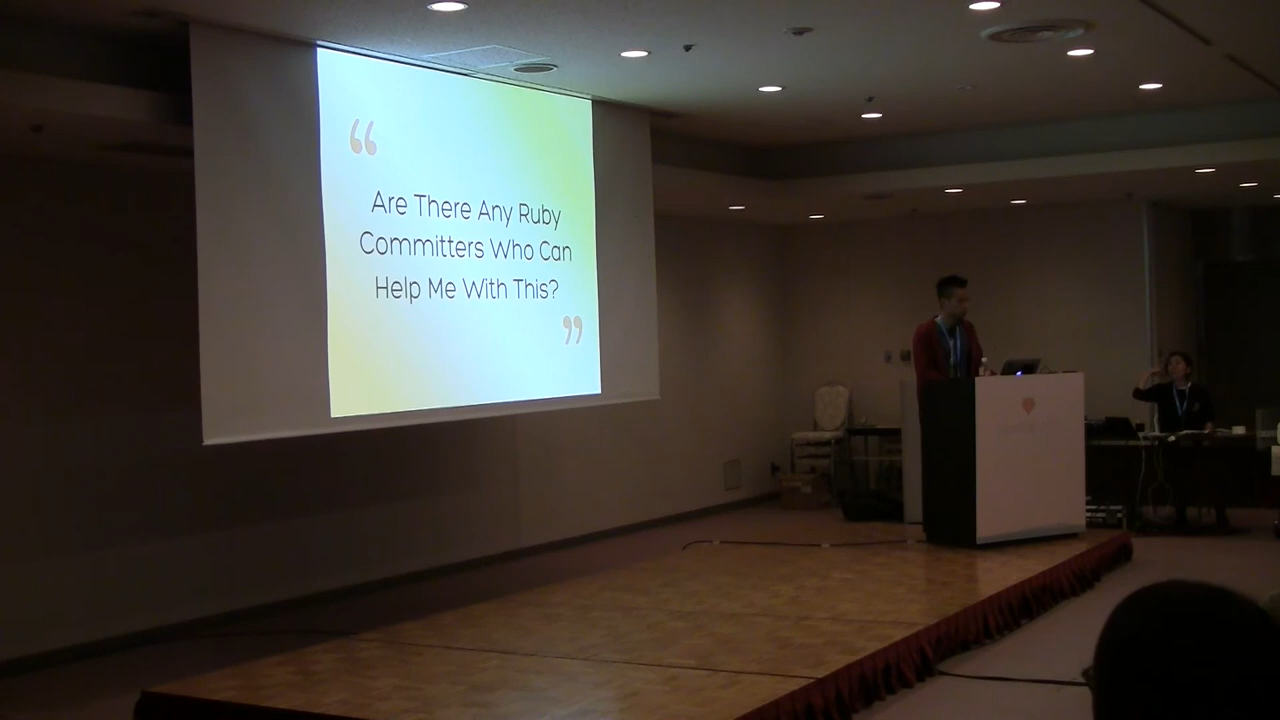 “
Are There Any Ruby
Committers Who Can
Help Me With This?
”